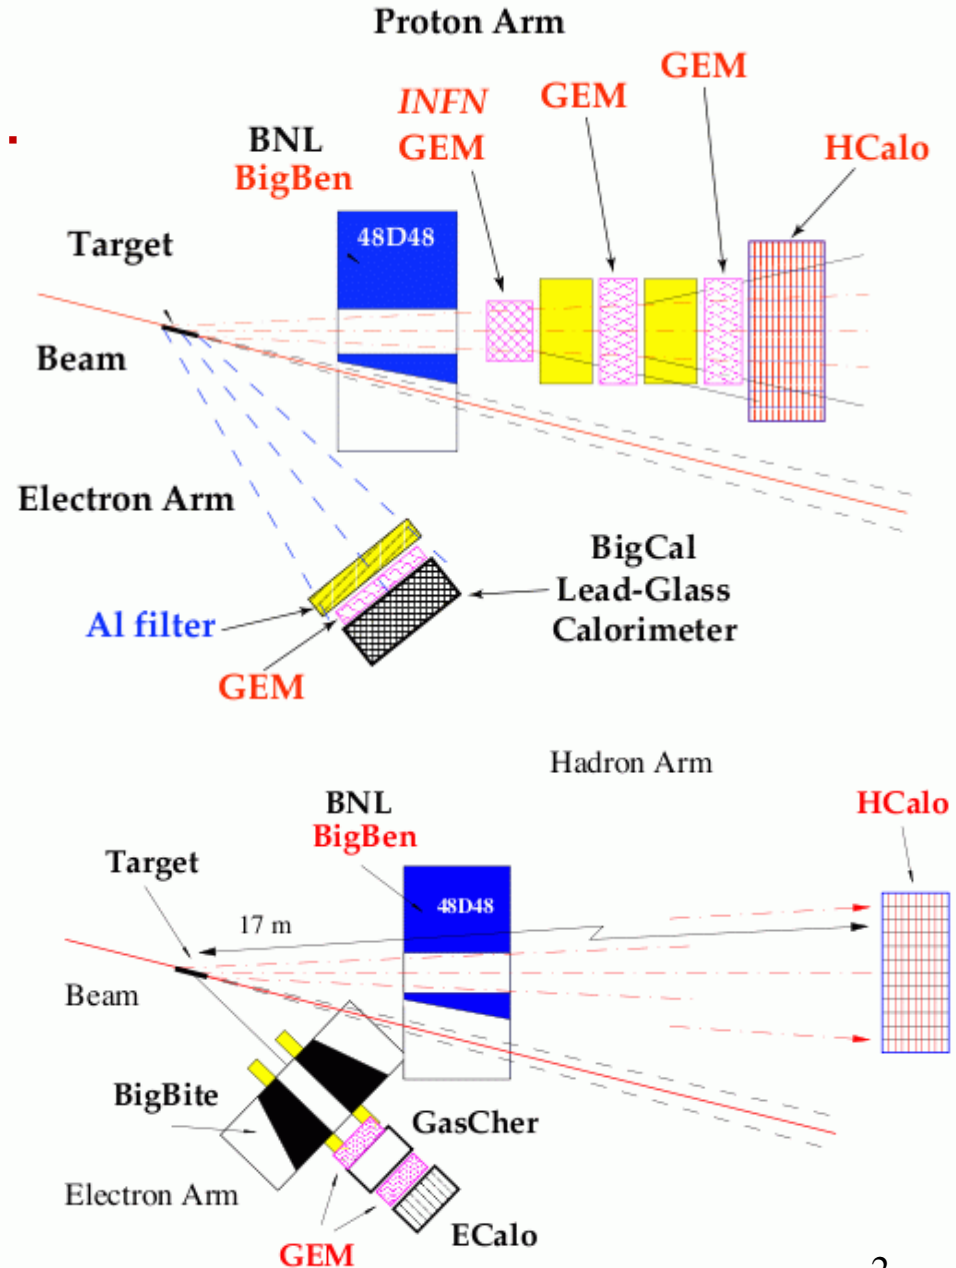 Proton Arm
GEM
INFN
GEM
GEM
BNL
BigBen
HCalo
48D48
Target
Beam
Electron Arm
BigCal
Lead-Glass
Calorimeter
Al filter
GEM
Hadron Arm
BNL
BigBen
HCalo
Target
48D48
17 m
Beam
BigBite
GasCher
Electron Arm
ECalo
GEM